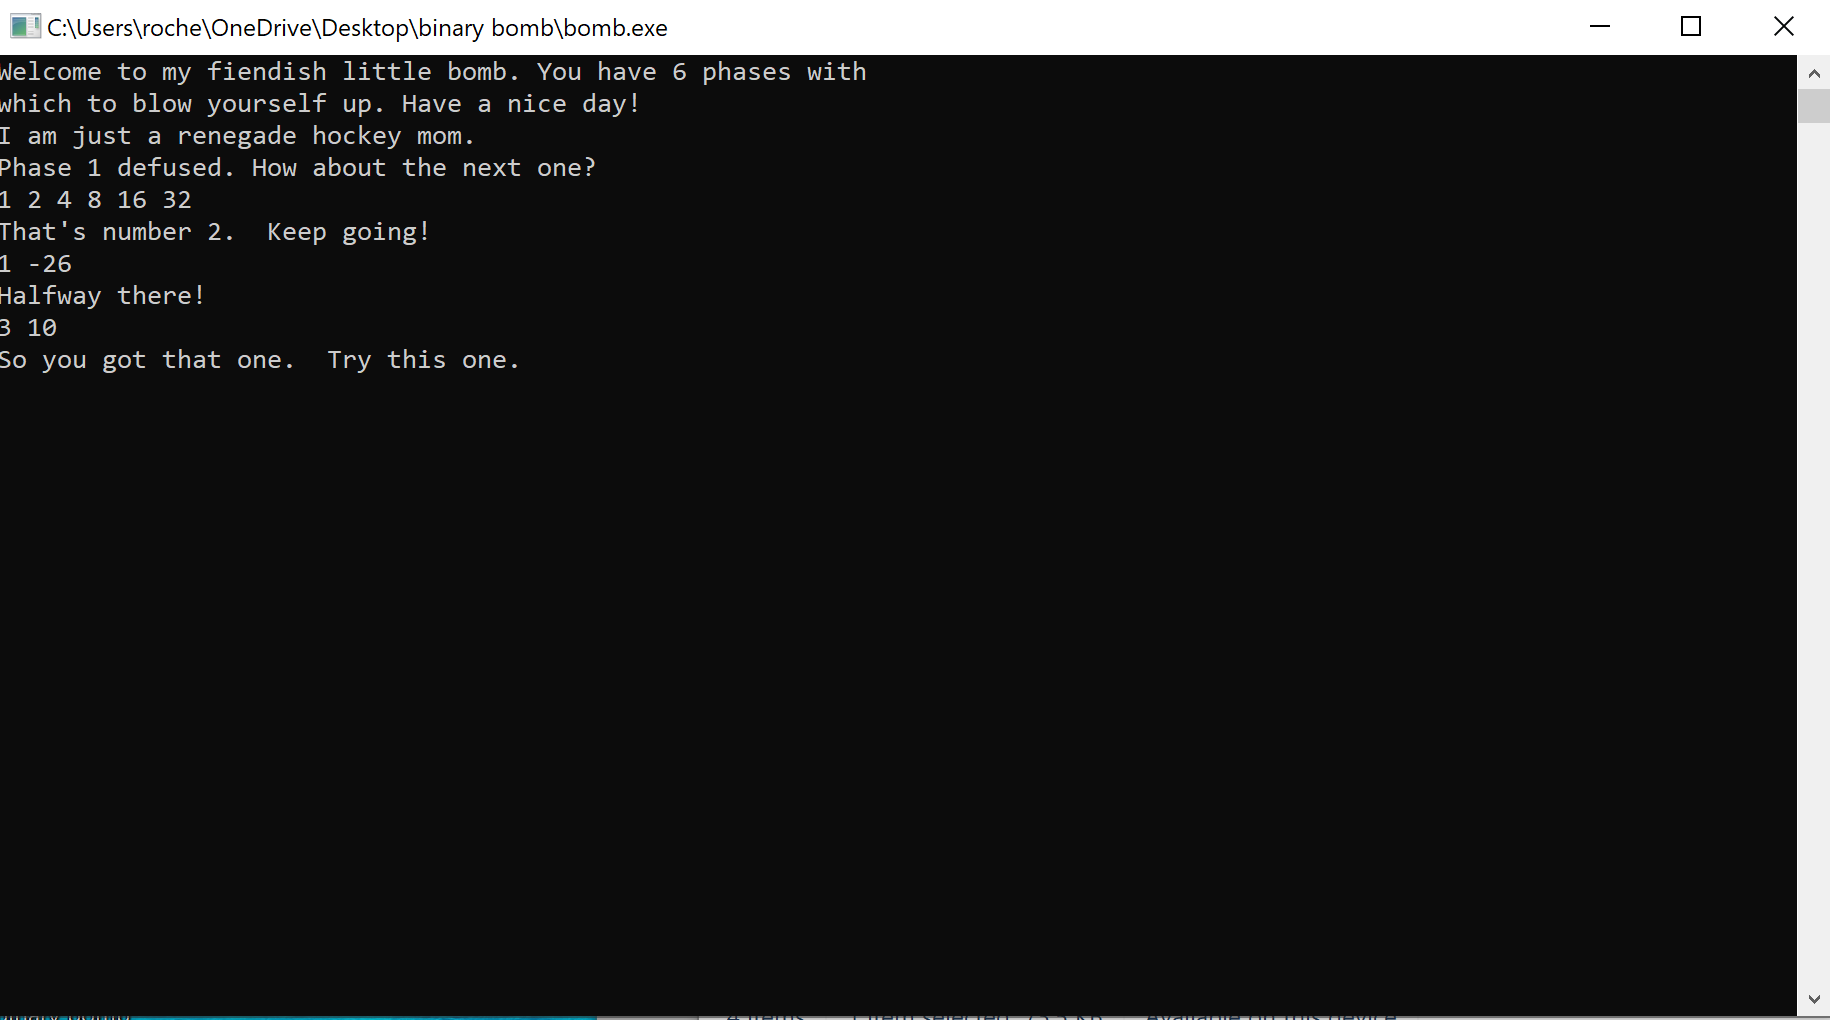 C:\Users\roche\OneDrive\Desktop\binary bomb\bomb.exe
Welcome to my fiendish little bomb. You have 6 phases with
which to blow yourself up. Have a nice day!
I am just a renegade hockey mom.
Phase 1 defused. How about the next one?
1 2 4 8 16 32
That's number 2.  Keep going!
1 -26
Halfway there!
3 10
So you got that one.  Try this one.